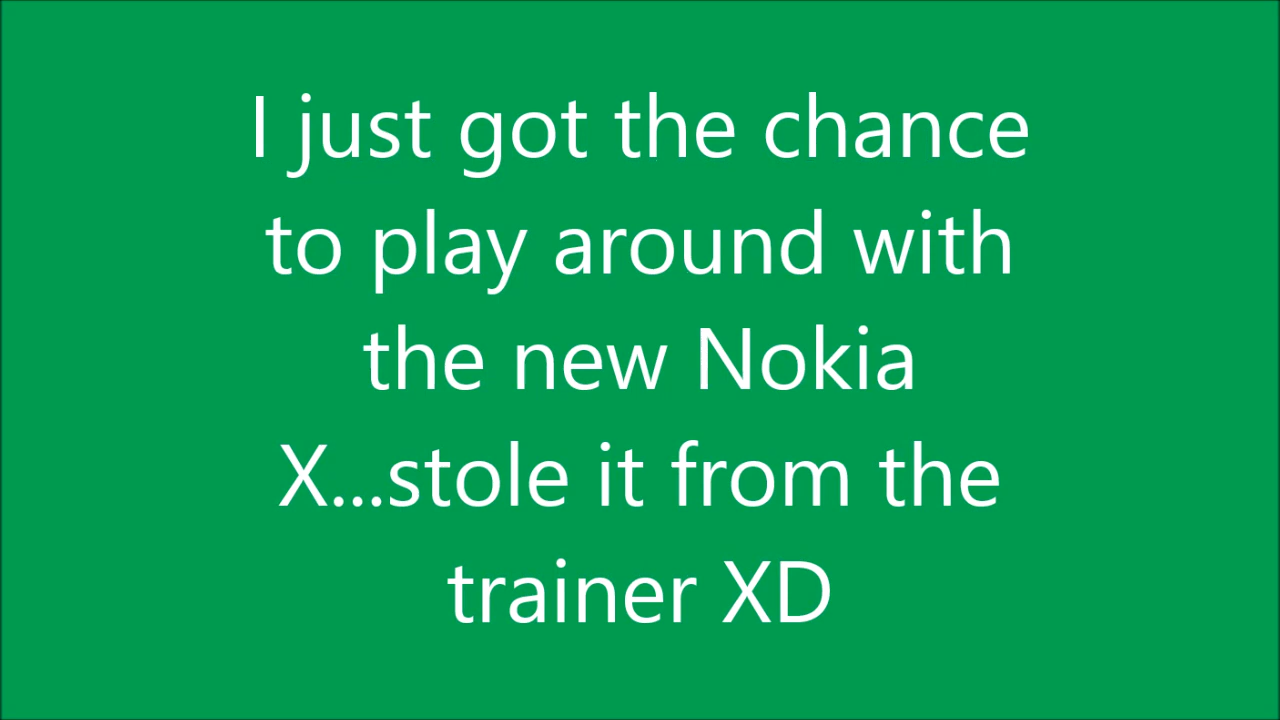 I just got the chance
to play around with
the new Nokia
X...stole it from the
trainer XD